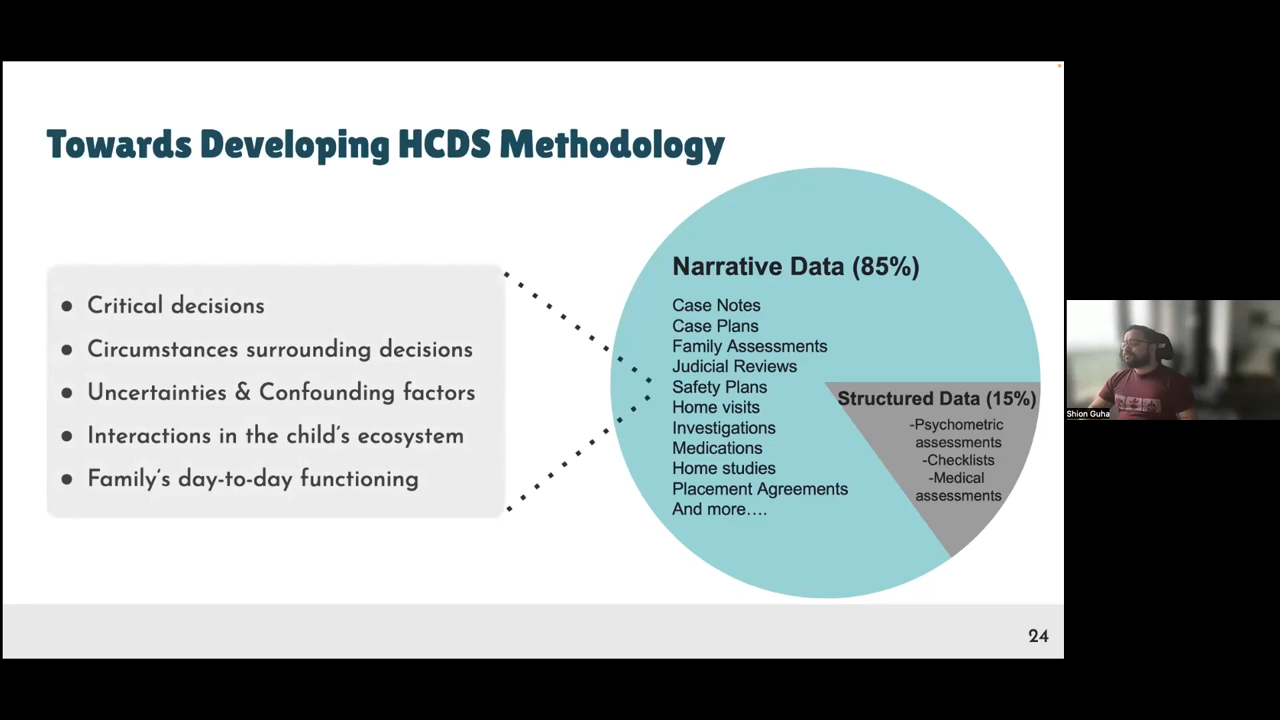 Towards Developing HCDS Methodology
● Critical decisions
● Circumstances surrounding decisions
● Uncertainties & Confounding factors
● Interactions in the child's ecosystem
● Family's day-to-day functioning
Narrative Data (85%)
Case Notes
Case Plans
Family Assessments
Judicial Reviews
Safety Plans
Home visits
Investigations
Medications
Home studies
Placement Agreements
And more....
Structured Data (15%)
-Psychometric
assessments
-Checklists
-Medical
assessments
24
Shion Guha